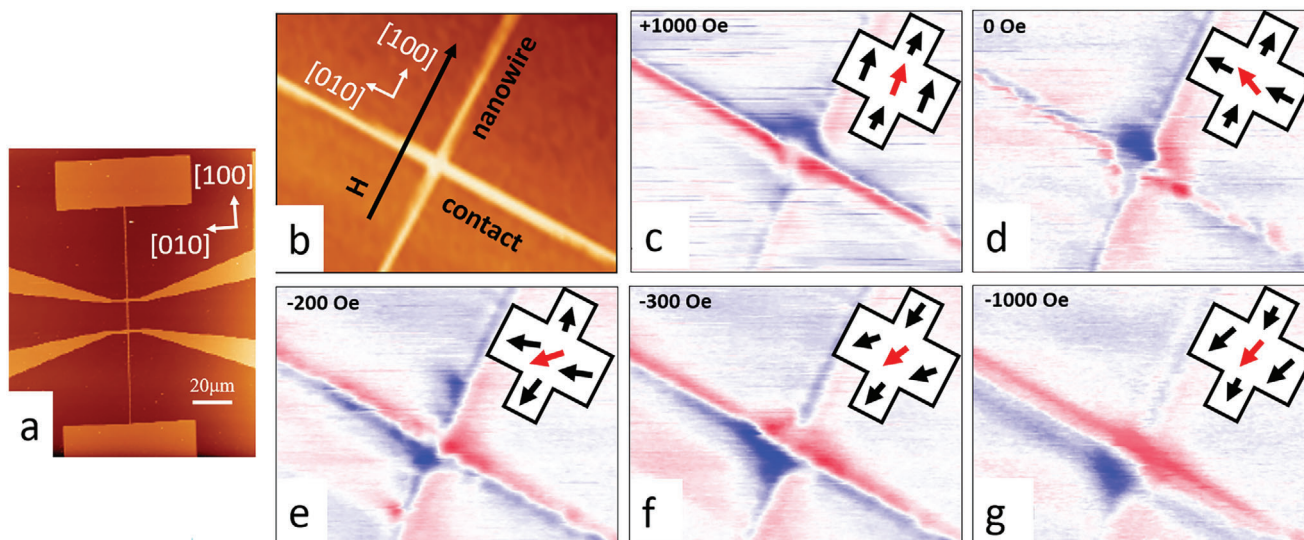 [100]
[010]
20μm
a
[100]
[010]
H
nanowire
contact
b
+1000 Oe
c
0 Oe
d
-200 Oe
e
-300 Oe
f
-1000 Oe
g